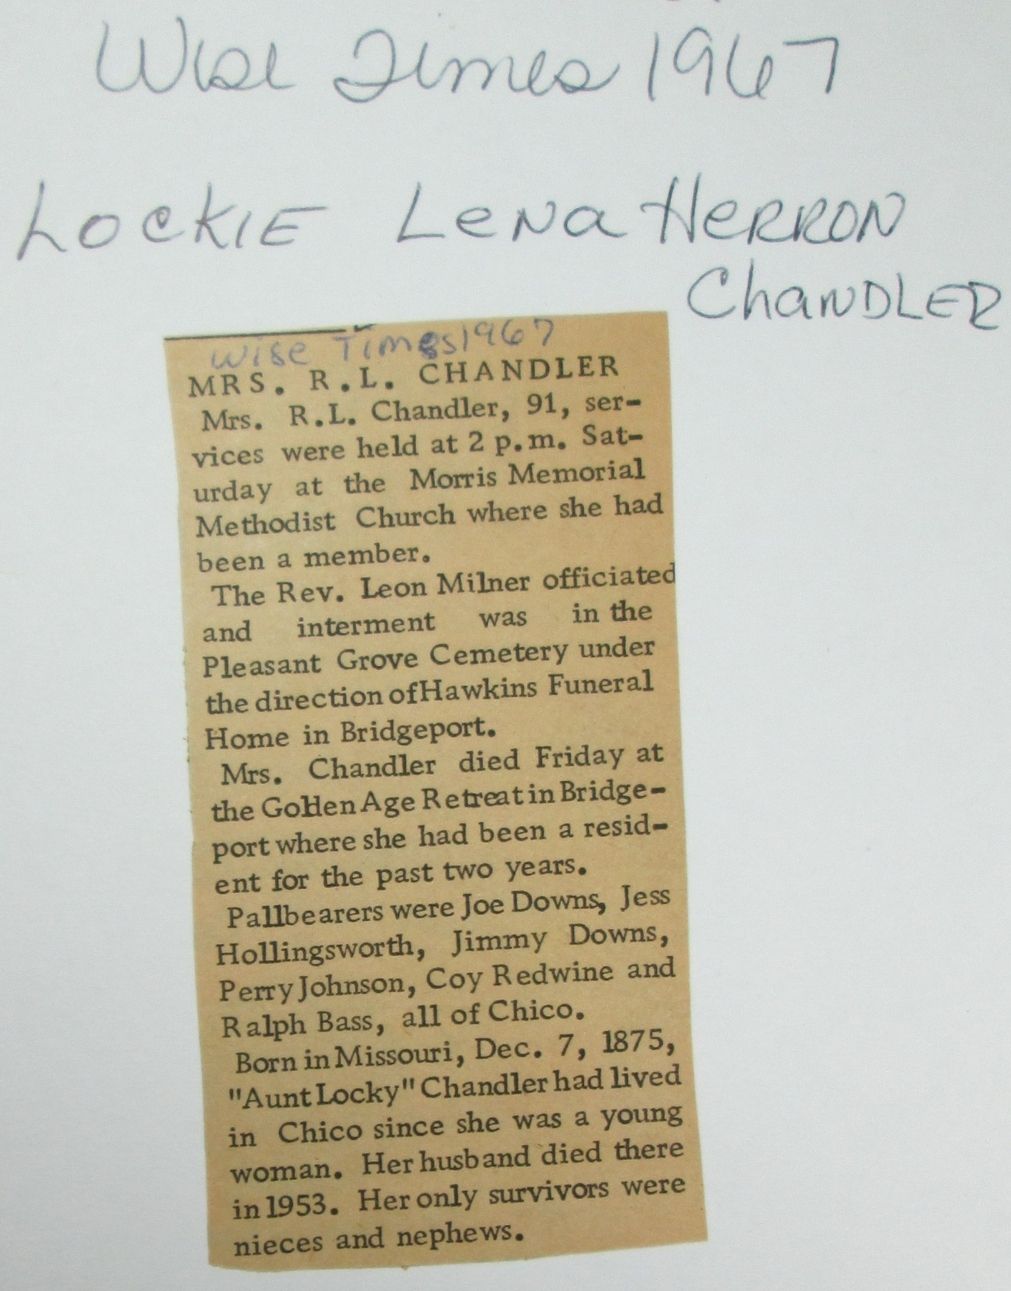 Wise Times 1967
Lockie Lena Herron
Chandler
Wise Times 1967
MRS. R.L. CHANDLER
Mrs. R.L. Chandler, 91, ser-
vices were held at 2 p.m. Sat-
urday at the Morris Memorial
Methodist Church where she had
been a member.
The Rev. Leon Milner officiated
and interment was in the
Pleasant Grove Cemetery under
the direction of Hawkins Funeral
Home in Bridgeport.
Mrs. Chandler died Friday at
the Golden Age Retreat in Bridge-
port where she had been a resid-
ent for the past two years.
Pallbearers were Joe Downs, Jess
Hollingsworth, Jimmy Downs,
Perry Johnson, Coy Redwine and
Ralph Bass, all of Chico.
Born in Missouri, Dec. 7, 1875,
"Aunt Locky" Chandler had lived
in Chico since she was a young
woman. Her husband died there
in 1953. Her only survivors were
nieces and nephews.